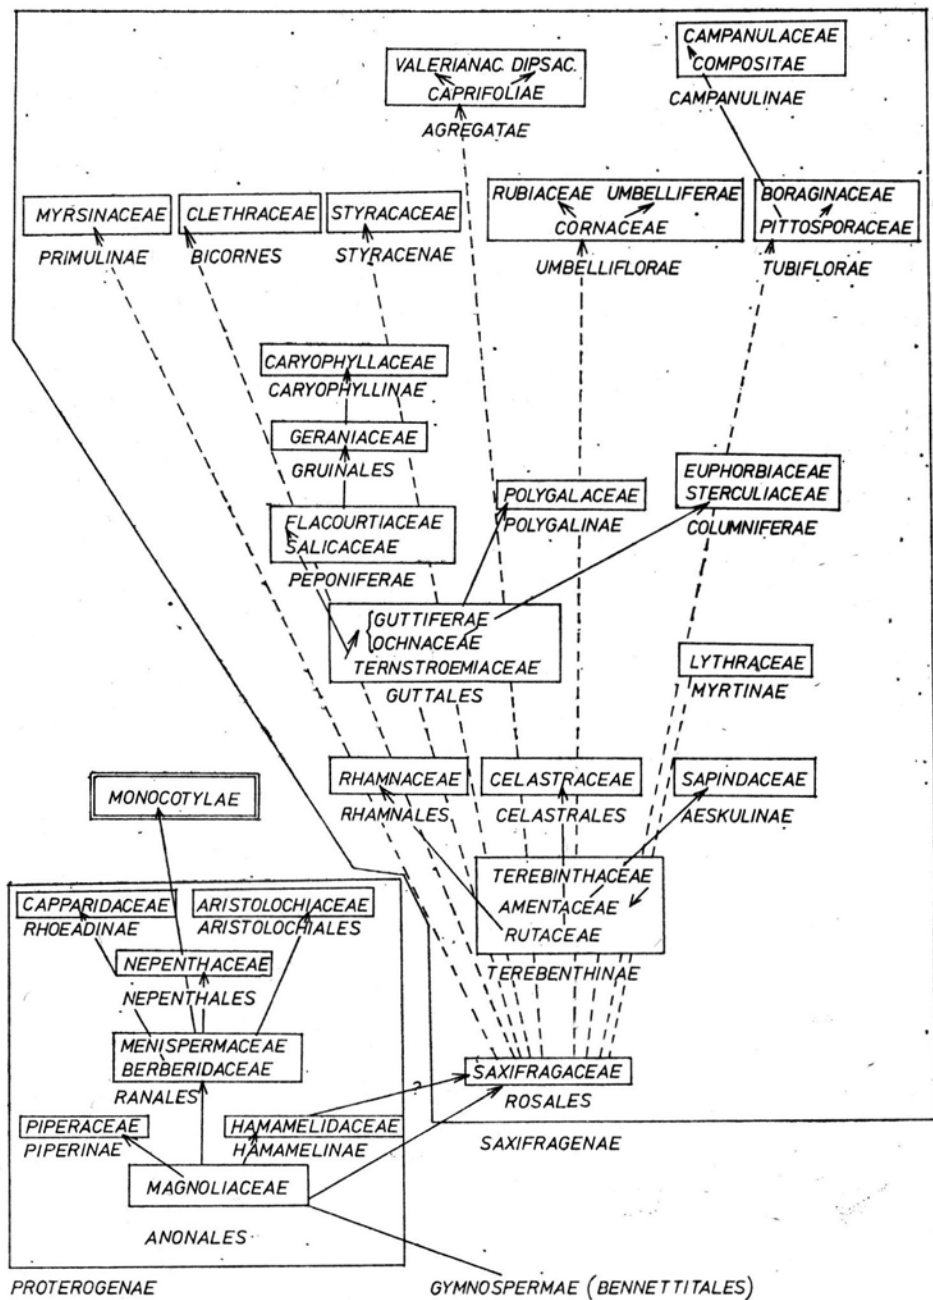 CAMPANULACEAE
COMPOSITAE
CAMPANULINAE
VALERIANAC. DIPSAC.
CAPRIFOLIAE
AGREGATAE
MYRSINACEAE
PRIMULINAE
CLETHRACEAE
BICORNES
STYRACACEAE
STYRACENAE
RUBIACEAE UMBELLIFERAE
CORNACEAE
UMBELLIFLORAE
BORAGINACEAE
PITTOSPORACEAE
TUBIFLORAE
CARYOPHYLLACEAE
CARYOPHYLLINAE
GERANIACEAE
GRUINALES
FLACOURTIACEAE
SALICACEAE
PEPONIFERAE
POLYGALACEAE
POLYGALINAE
EUPHORBIACEAE
STERCULIACEAE
COLUMNIFERAE
GUTTIFERAE
OCHNACEAE
TERNSTROEMIACEAE
GUTTALES
LYTHRACEAE
MYRTINAE
RHAMNACEAE
RHAMNALES
CELASTRACEAE
CELASTRALES
SAPINDACEAE
AESKULINAE
MONOCOTYLAE
TEREBINTHACEAE
AMENTACEAE
RUTACEAE
TEREBENTHINAE
CAPPARIDACEAE
RHOEADINAE
ARISTOLOCHIACEAE
ARISTOLOCHIALES
NEPENTHACEAE
NEPENTHALES
MENISPERMACEAE
BERBERIDACEAE
RANALES
SAXIFRAGACEAE
ROSALES
?
PIPERACEAE
PIPERINAE
HAMAMELIDACEAE
HAMAMELINAE
SAXIFRAGENAE
MAGNOLIACEAE
ANONALES
PROTEROGENAE
GYMNOSPERMAE (BENNETTITALES)